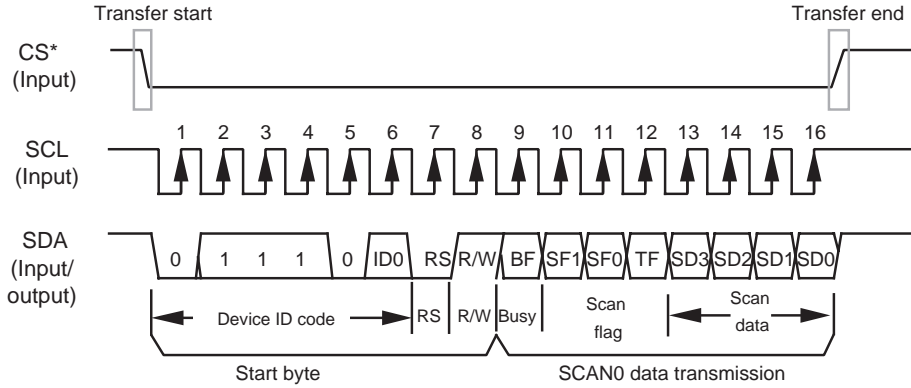 Transfer start
Transfer end
CS*
(Input)
1 2 3 4 5 6 7 8 9 10 11 12 13 14 15 16
SCL
(Input)
SDA
(Input/
output)
0 1 1 1 0 ID0 RS R/W BF SF1 SF0 TF SD3 SD2 SD1 SD0
Device ID code
RS
R/W
Busy
Scan
flag
Scan
data
Start byte
SCAN0 data transmission